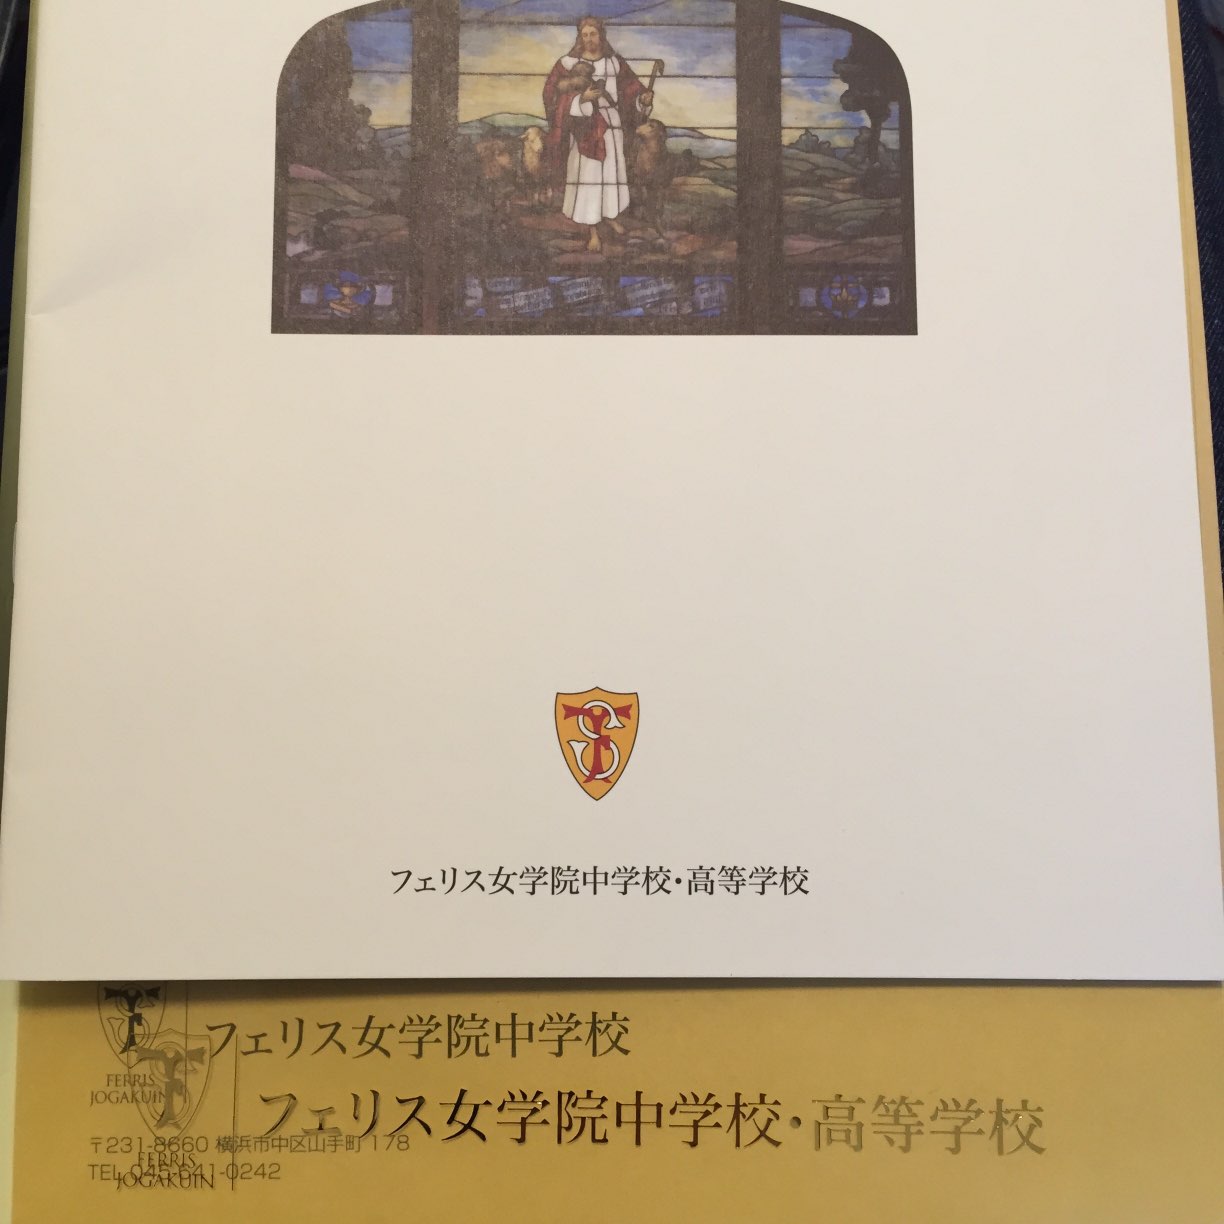 フェリス女学院中学校・高等学校
フェリス女学院中学校
FERRIS
JOGAKUIN
フェリス女学院中学校・高等学校
〒231-8660 横浜市中区山手町178
TEL 045-641-0242
FERRIS
JOGAKUIN